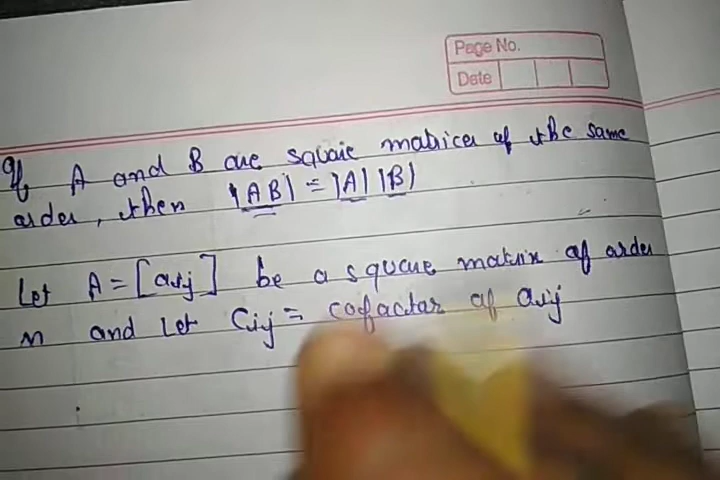 Page No.
Date
If A and B are square matrices of the same
order, then |AB| = |A| |B|
Let A = [aij] be a square matrix of order
n and let Cij = cofactor of aij